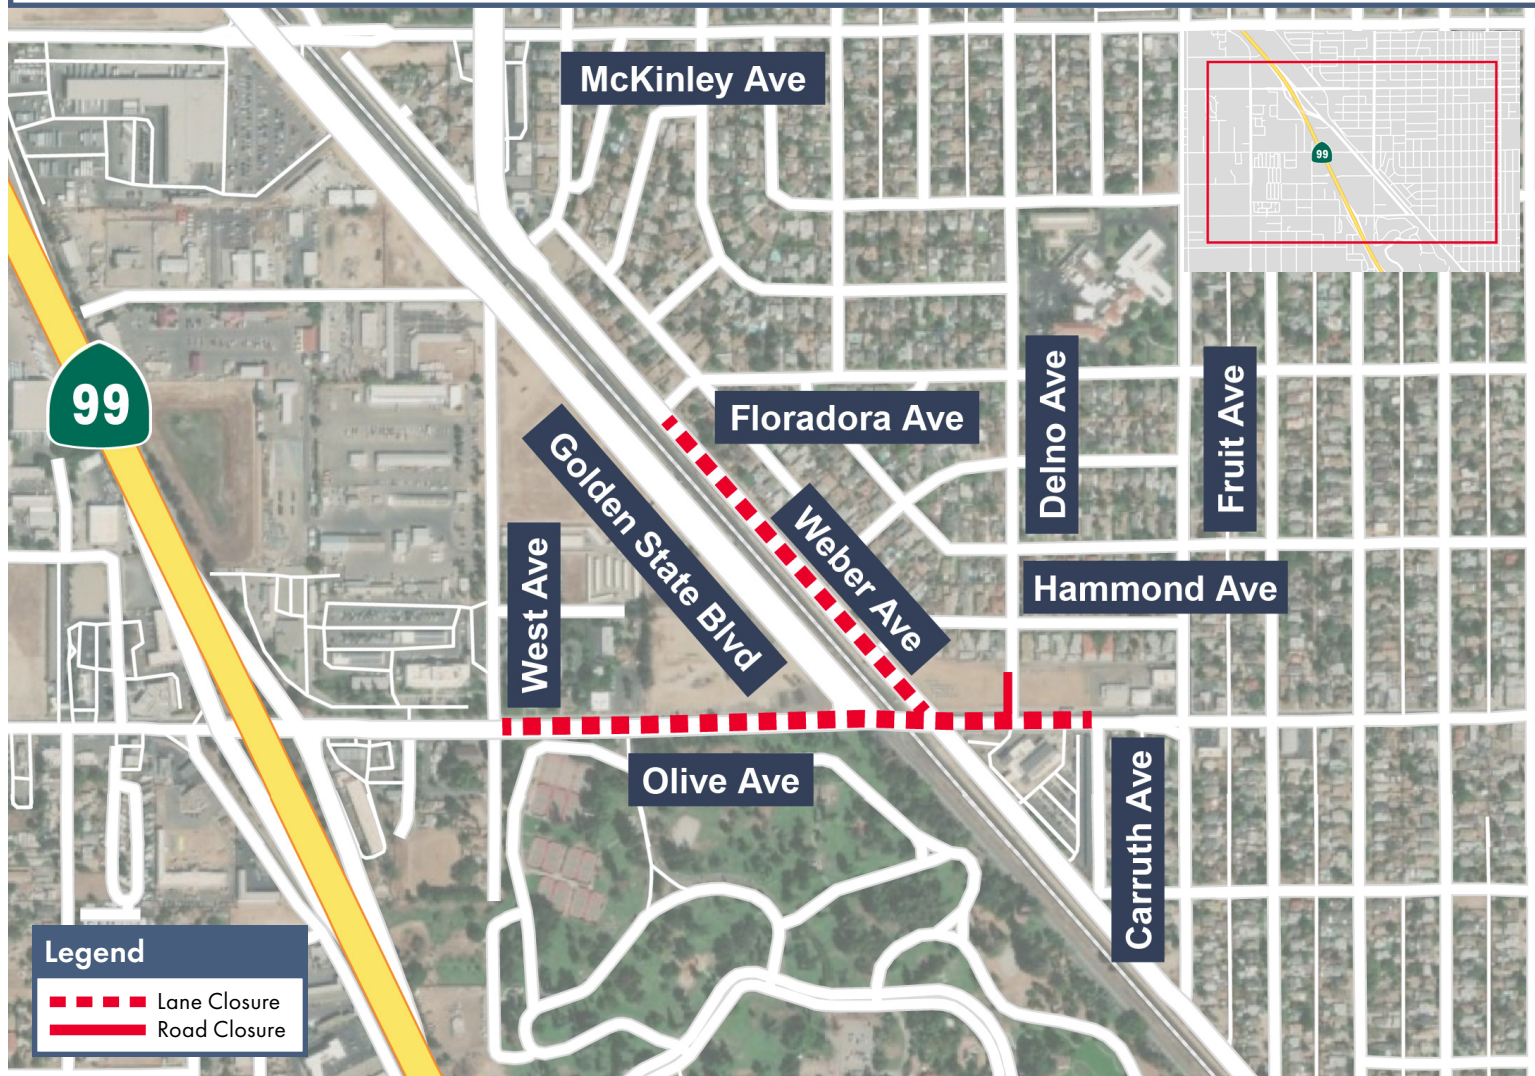 99
McKinley Ave
99
Floradora Ave
Delno Ave
Fruit Ave
Golden State Blvd
Weber Ave
West Ave
Hammond Ave
Olive Ave
Carruth Ave
Legend
Lane Closure
Road Closure